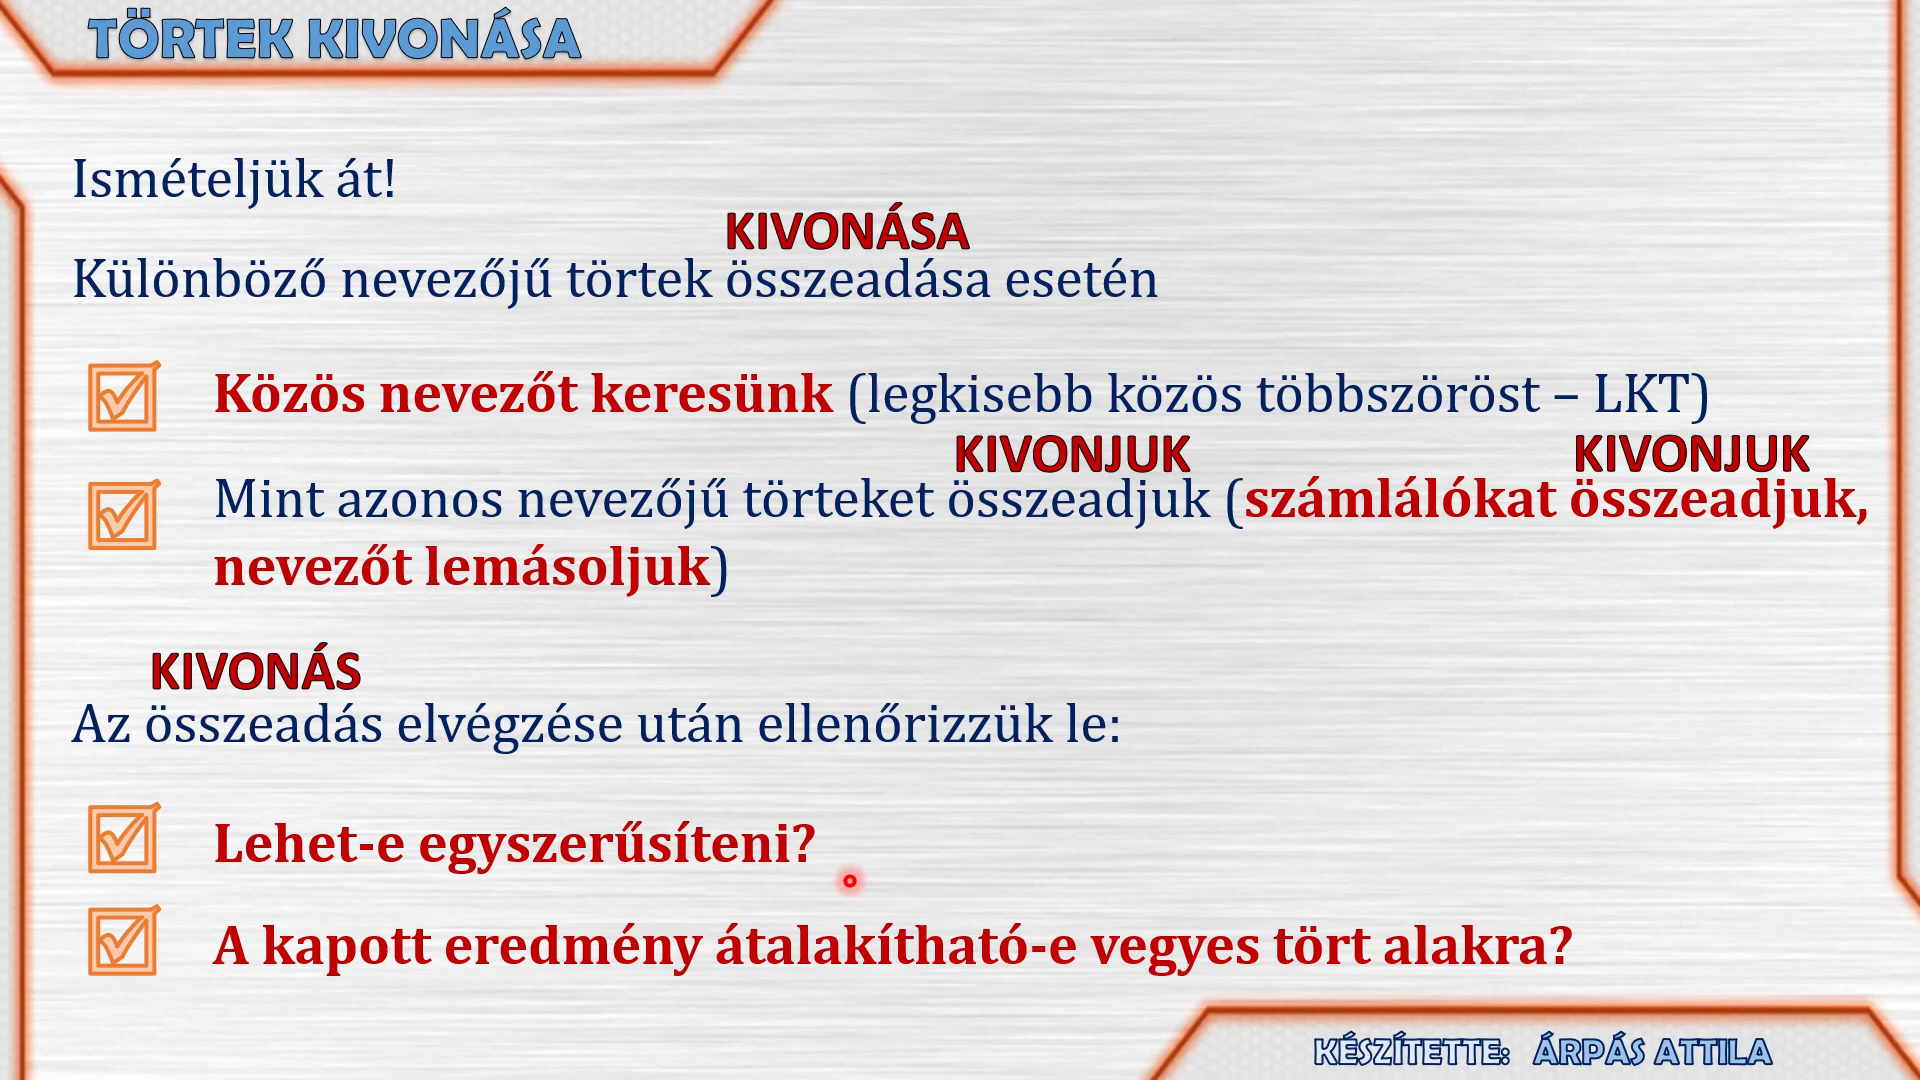 TÖRTEK KIVONÁSA
Ismételjük át!
KIVONÁSA
Különböző nevezőjű törtek összeadása esetén
Közös nevezőt keresünk (legkisebb közös többszöröst – LKT)
KIVONJUK KIVONJUK
Mint azonos nevezőjű törteket összeadjuk (számlálókat összeadjuk,
nevezőt lemásoljuk)
KIVONÁS
Az összeadás elvégzése után ellenőrizzük le:
Lehet-e egyszerűsíteni?
A kapott eredmény átalakítható-e vegyes tört alakra?
KÉSZÍTETTE: ÁRPÁS ATTILA